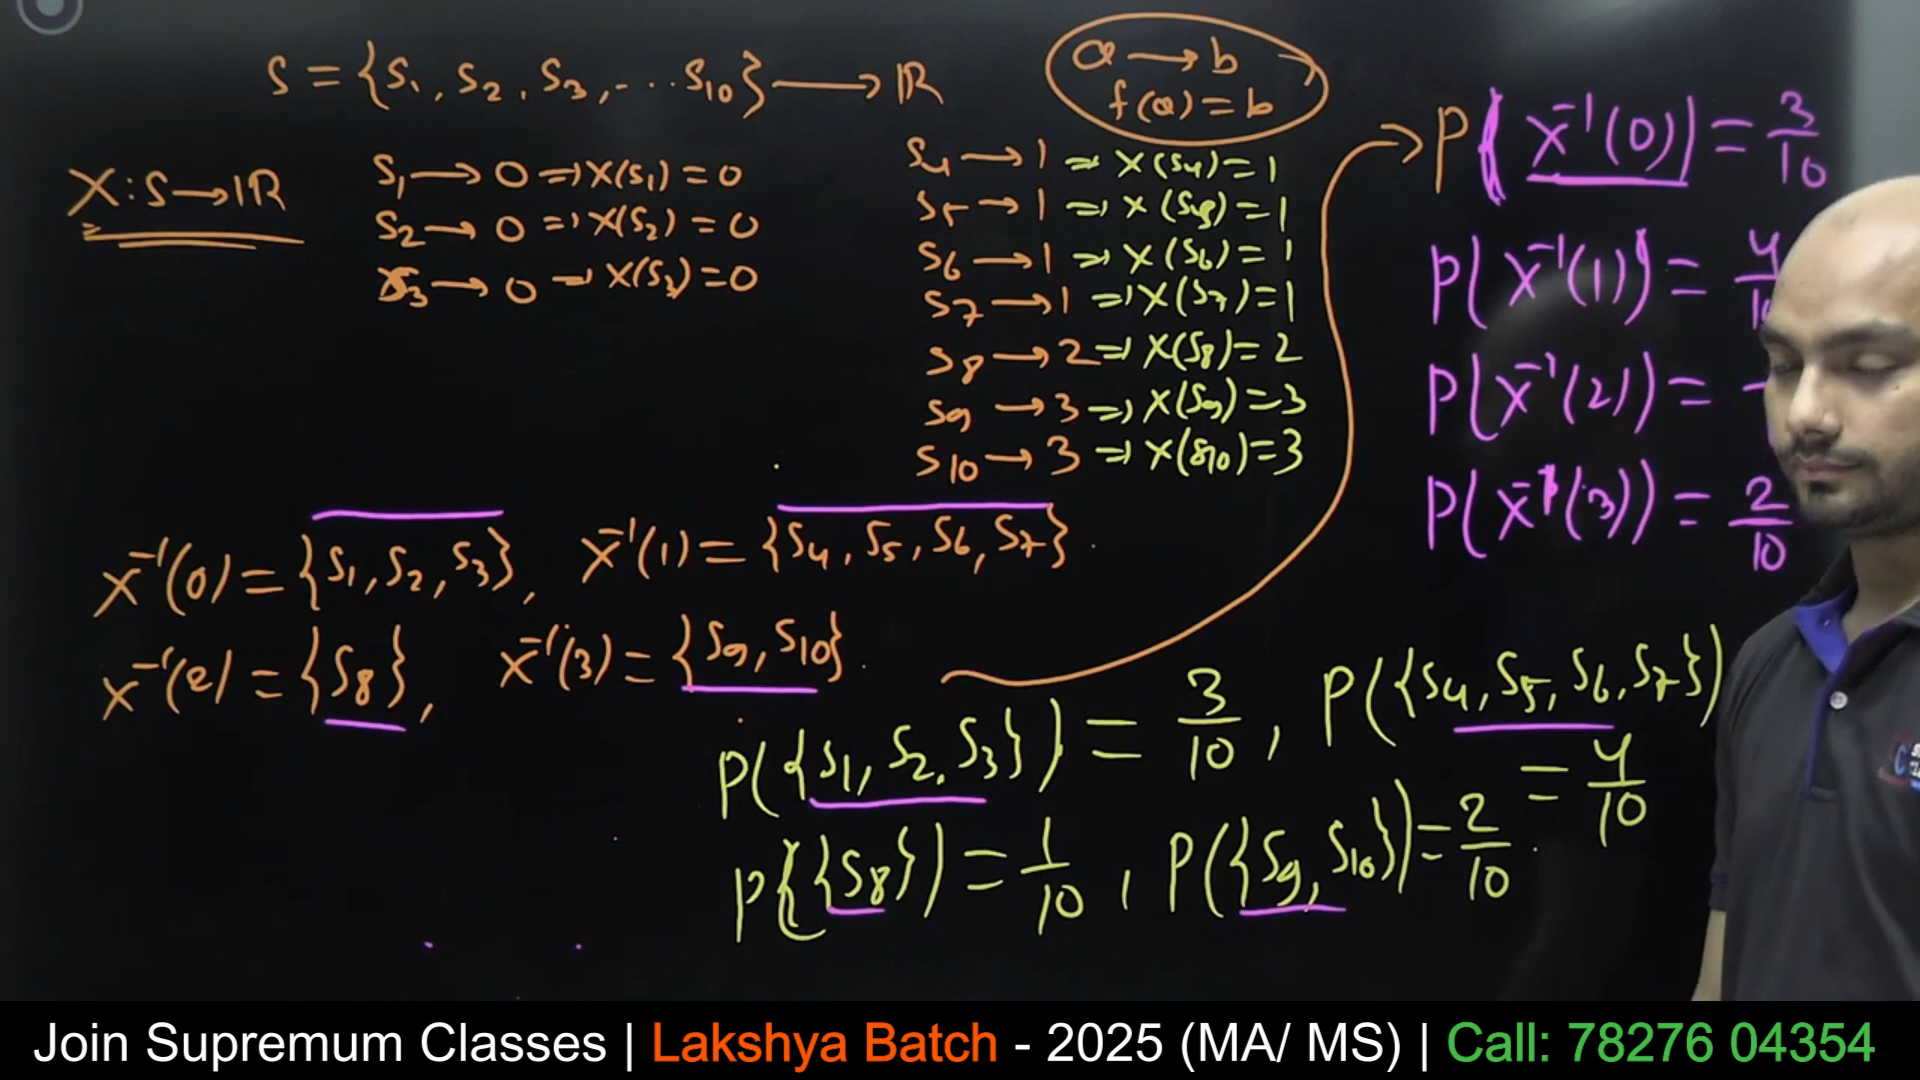 S = {S₁, S₂, S₃, ... S₁₀} → ℝ
a → b
f(a) = b
X : S → ℝ
S₁ → 0 ⇒ X(S₁) = 0
S₂ → 0 ⇒ X(S₂) = 0
S₃ → 0 ⇒ X(S₃) = 0
S₄ → 1 ⇒ X(S₄) = 1
S₅ → 1 ⇒ X(S₅) = 1
S₆ → 1 ⇒ X(S₆) = 1
S₇ → 1 ⇒ X(S₇) = 1
S₈ → 2 ⇒ X(S₈) = 2
S₉ → 3 ⇒ X(S₉) = 3
S₁₀ → 3 ⇒ X(S₁₀) = 3
P(X⁻¹(0)) = 3/10
P(X⁻¹(1)) = 4/10
P(X⁻¹(2)) =
P(X⁻¹(3)) = 2/10
X⁻¹(0) = {S₁, S₂, S₃}, X⁻¹(1) = {S₄, S₅, S₆, S₇}.
X⁻¹(2) = {S₈}, X⁻¹(3) = {S₉, S₁₀}.
P({S₁, S₂, S₃}) = 3/10, P({S₄, S₅, S₆, S₇})
= 4/10
P({S₈}) = 1/10, P({S₉, S₁₀}) = 2/10.
Join Supremum Classes | Lakshya Batch - 2025 (MA/ MS) | Call: 78276 04354